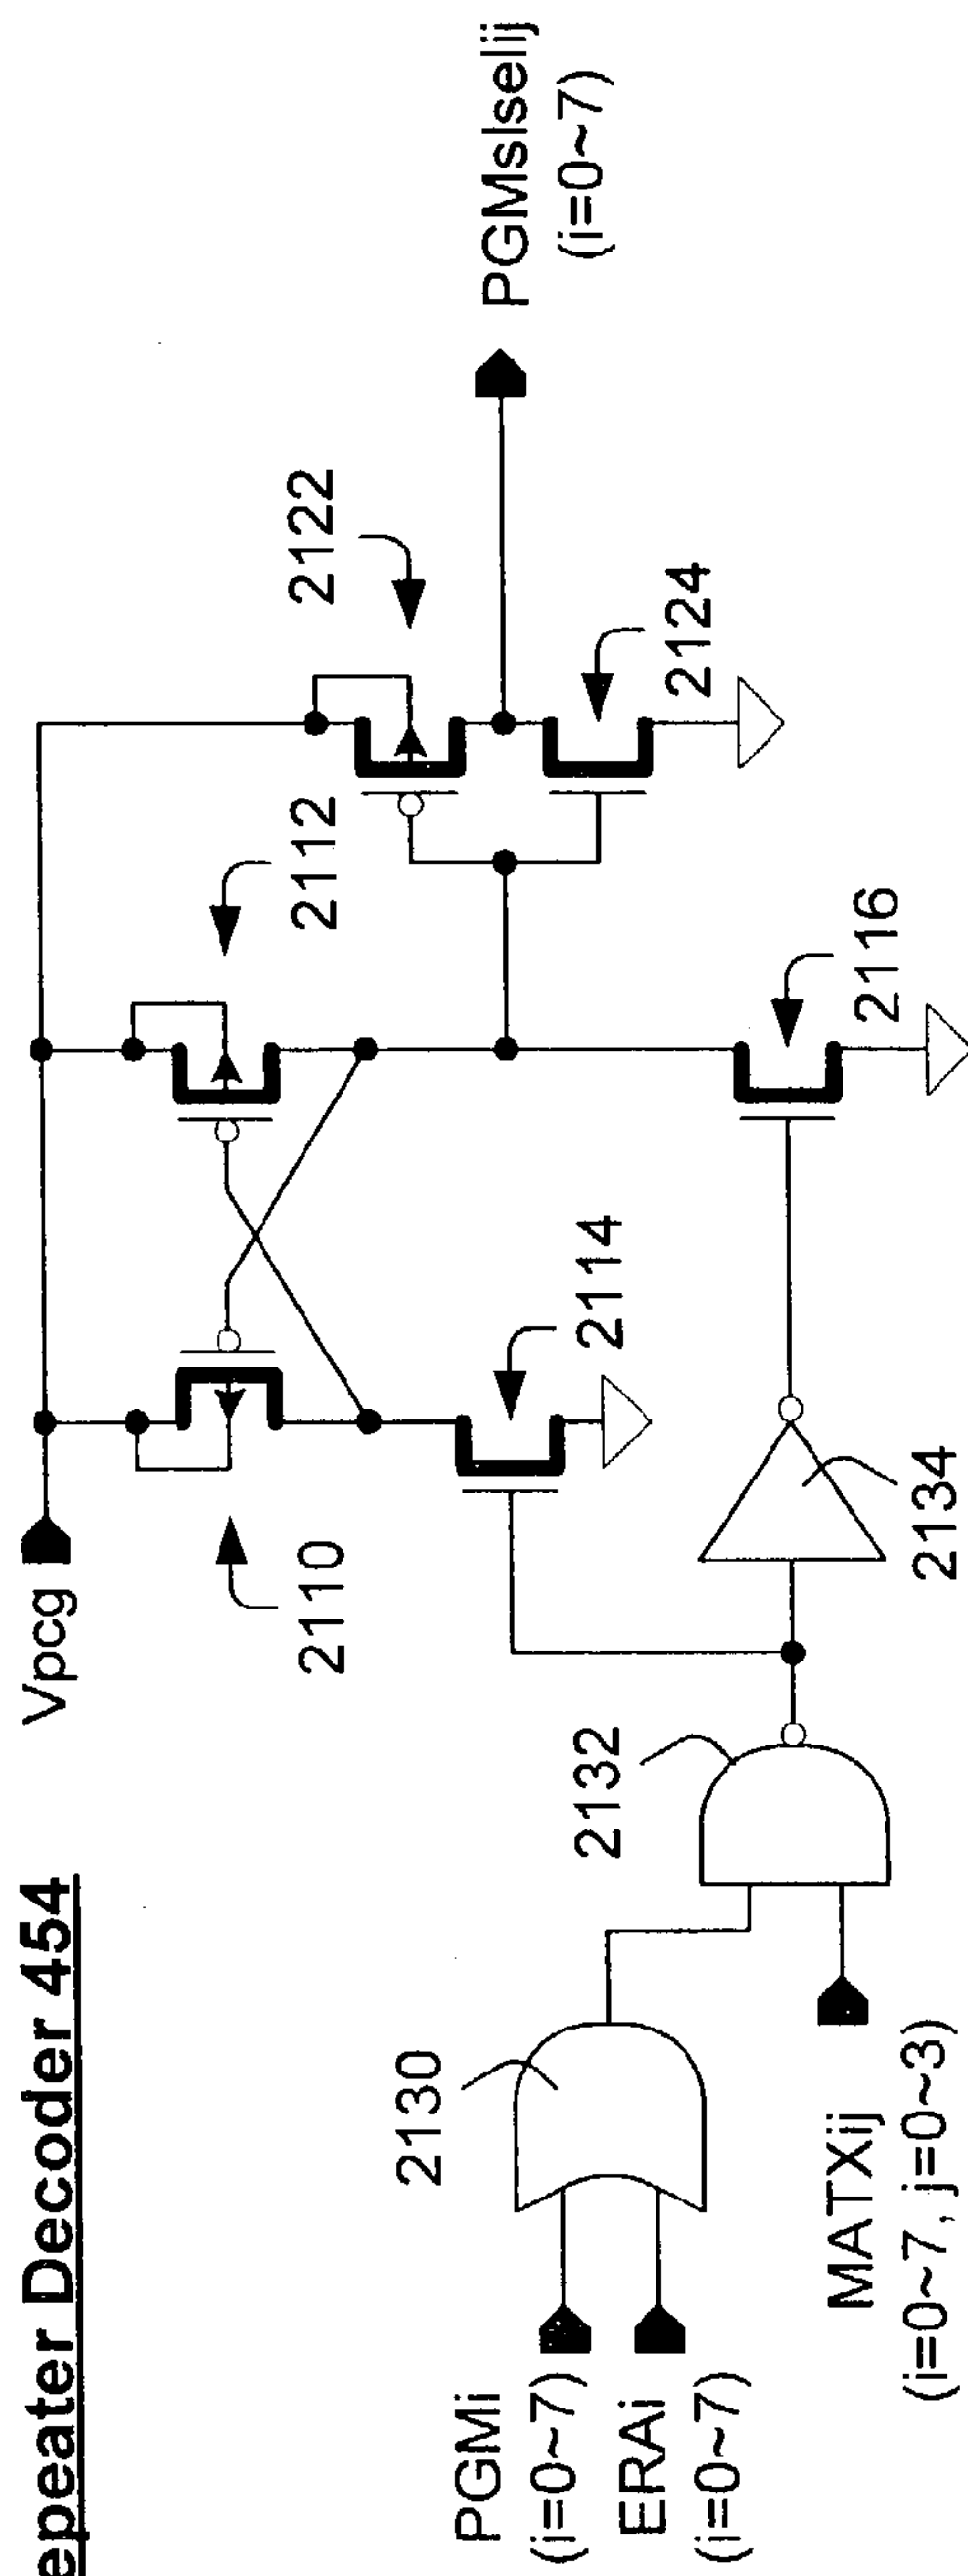 epeater Decoder 454
Vpcg
2110
2112
2122
PGMslselij
(i=0~7)
2114
2124
2116
2130
2132
2134
PGMi
(i=0~7)
ERAi
(i=0~7)
MATXij
(i=0~7, j=0~3)